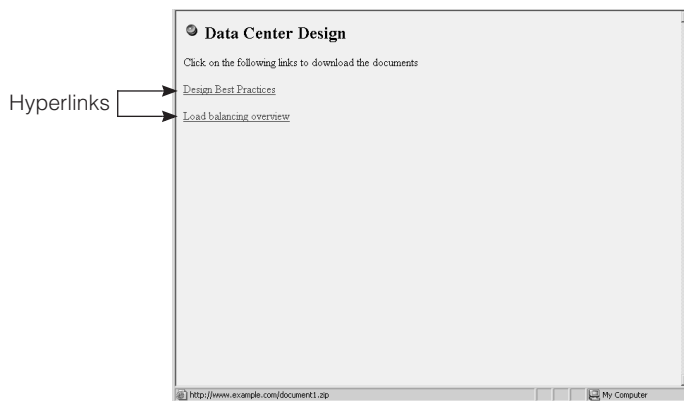 Data Center Design
Click on the following links to download the documents
Design Best Practices
Hyperlinks
Load balancing overview
http://www.example.com/document1.zip
My Computer